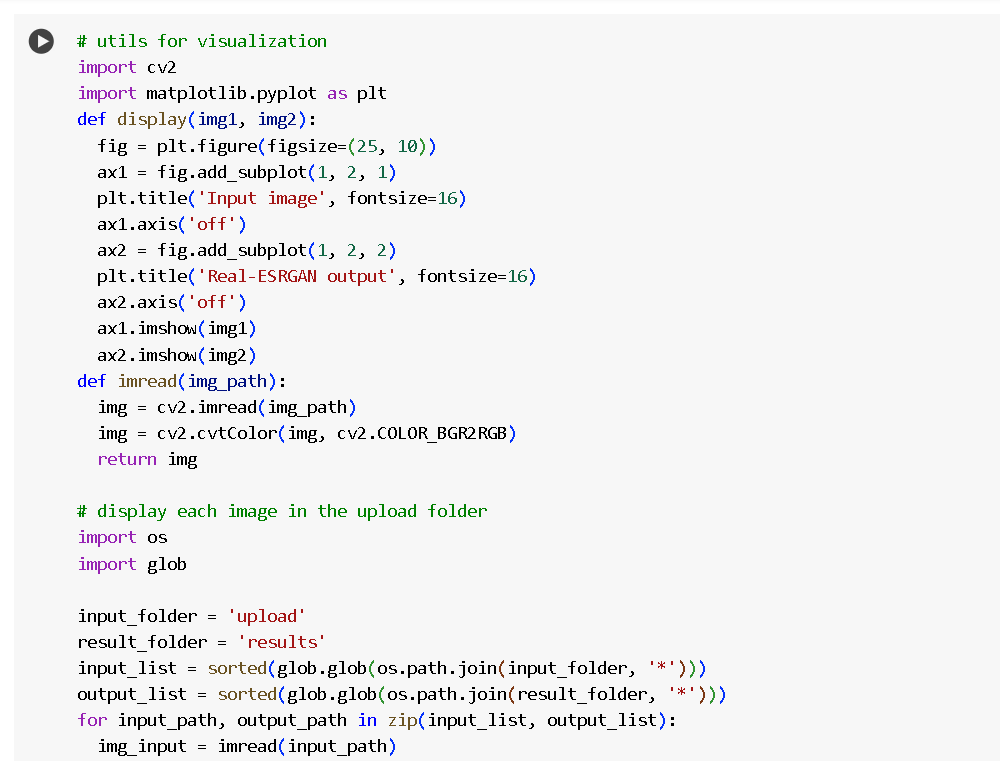 # utils for visualization
import cv2
import matplotlib.pyplot as plt
def display(img1, img2):
  fig = plt.figure(figsize=(25, 10))
  ax1 = fig.add_subplot(1, 2, 1)
  plt.title('Input image', fontsize=16)
  ax1.axis('off')
  ax2 = fig.add_subplot(1, 2, 2)
  plt.title('Real-ESRGAN output', fontsize=16)
  ax2.axis('off')
  ax1.imshow(img1)
  ax2.imshow(img2)
def imread(img_path):
  img = cv2.imread(img_path)
  img = cv2.cvtColor(img, cv2.COLOR_BGR2RGB)
  return img

# display each image in the upload folder
import os
import glob

input_folder = 'upload'
result_folder = 'results'
input_list = sorted(glob.glob(os.path.join(input_folder, '*')))
output_list = sorted(glob.glob(os.path.join(result_folder, '*')))
for input_path, output_path in zip(input_list, output_list):
  img_input = imread(input_path)